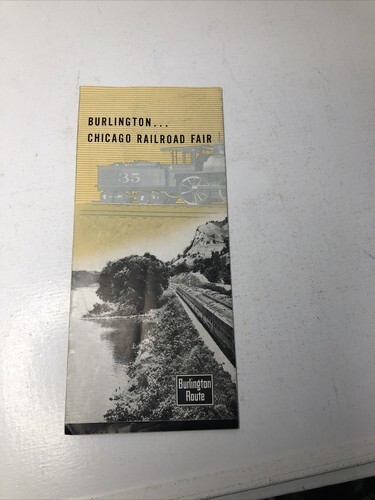 BURLINGTON...
CHICAGO RAILROAD FAIR
35
Burlington
Route